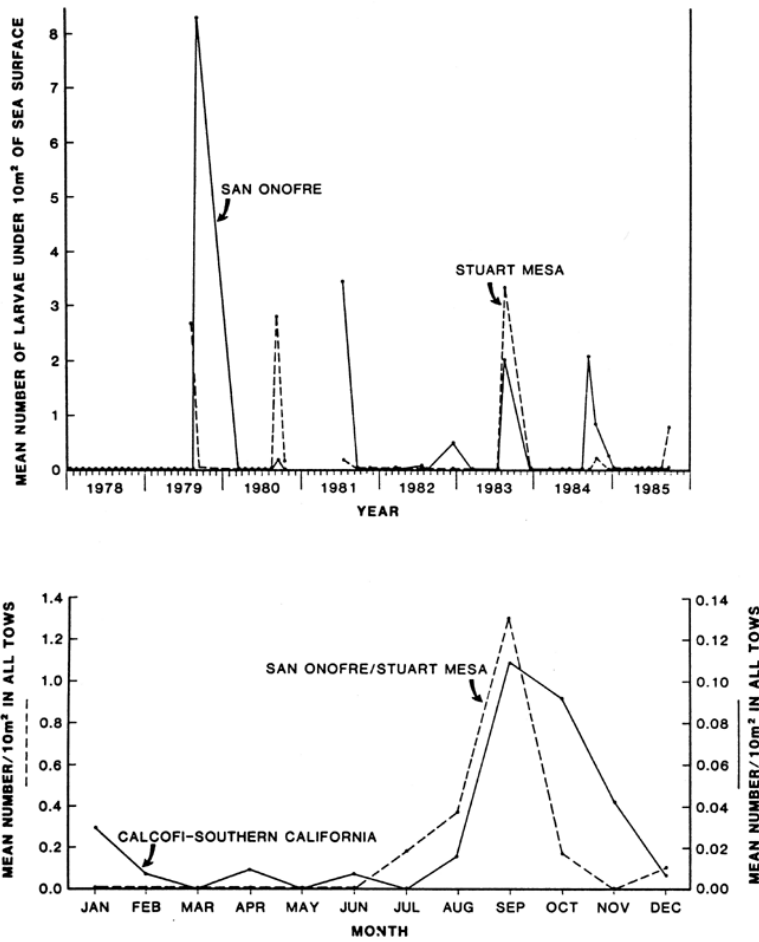 MEAN NUMBER OF LARVAE UNDER 10m² OF SEA SURFACE
8
7
6
5
4
3
2
1
0
SAN ONOFRE
STUART MESA
1978 1979 1980 1981 1982 1983 1984 1985
YEAR
MEAN NUMBER/10m² IN ALL TOWS
1.4
1.2
1.0
0.8
0.6
0.4
0.2
0.0
SAN ONOFRE/STUART MESA
CALCOFI-SOUTHERN CALIFORNIA
0.14
0.12
0.10
0.08
0.06
0.04
0.02
0.00
MEAN NUMBER/10m² IN ALL TOWS
JAN FEB MAR APR MAY JUN JUL AUG SEP OCT NOV DEC
MONTH